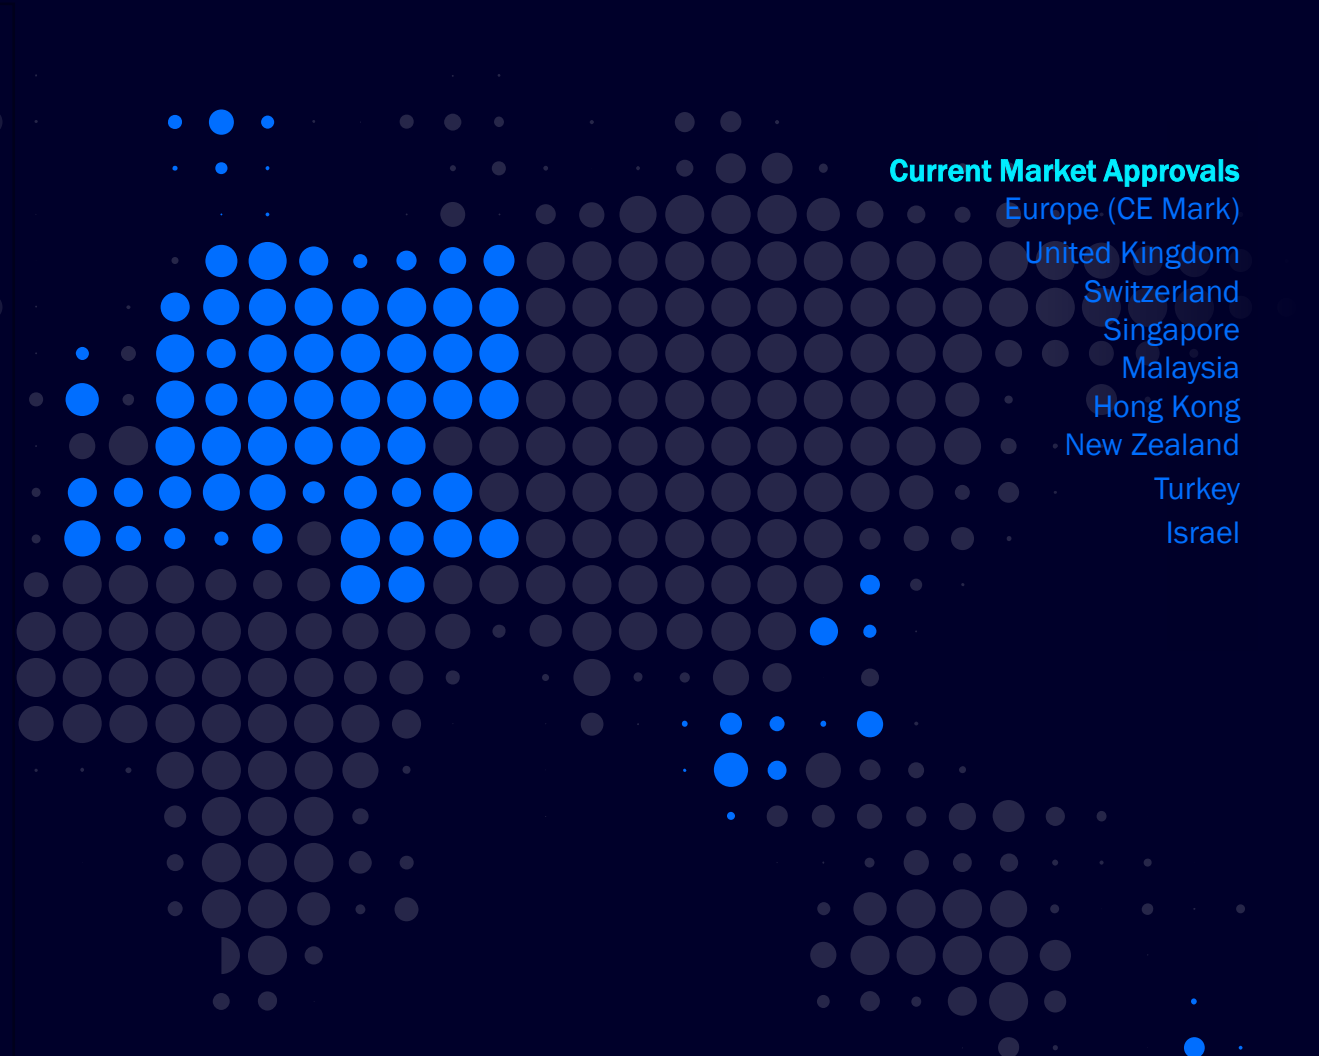 Current Market Approvals
Europe (CE Mark)
United Kingdom
Switzerland
Singapore
Malaysia
Hong Kong
New Zealand
Turkey
Israel